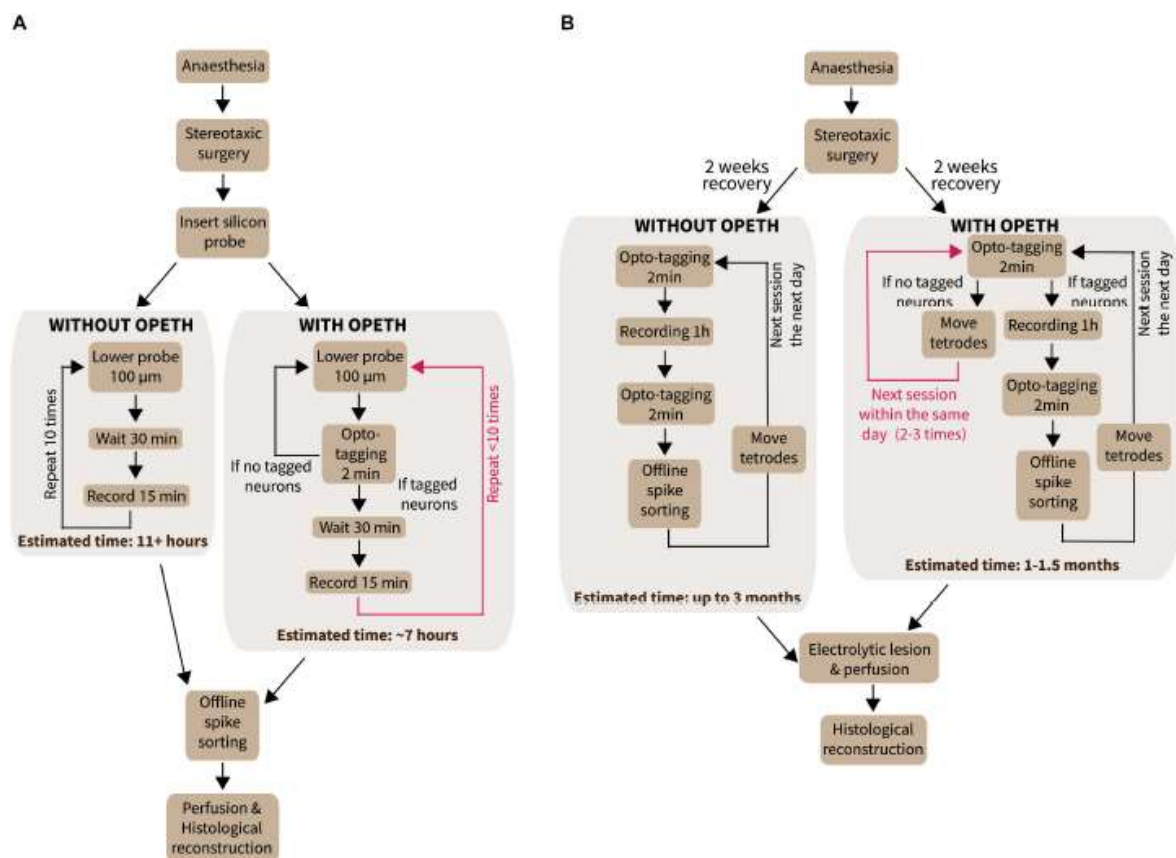 A
Anaesthesia
Stereotaxic
surgery
Insert silicon
probe
WITHOUT OPETH
Lower probe
100 µm
Wait 30 min
Record 15 min
Repeat 10 times
Estimated time: 11+ hours
WITH OPETH
Lower probe
100 µm
Opto-
tagging
2 min
If no tagged
neurons
If tagged
neurons
Wait 30 min
Record 15 min
Repeat <10 times
Estimated time: ~7 hours
Offline
spike
sorting
Perfusion &
Histological
reconstruction
B
Anaesthesia
Stereotaxic
surgery
2 weeks
recovery
2 weeks
recovery
WITHOUT OPETH
Opto-tagging
2min
Recording 1h
Opto-tagging
2min
Offline
spike
sorting
Move
tetrodes
Next session
the next day
Estimated time: up to 3 months
WITH OPETH
Opto-tagging
2min
If no tagged
neurons
If tagged
neurons
Move
tetrodes
Recording 1h
Next session
within the same
day (2-3 times)
Opto-tagging
2min
Offline
spike
sorting
Move
tetrodes
Next session
the next day
Estimated time: 1-1.5 months
Electrolytic lesion
& perfusion
Histological
reconstruction